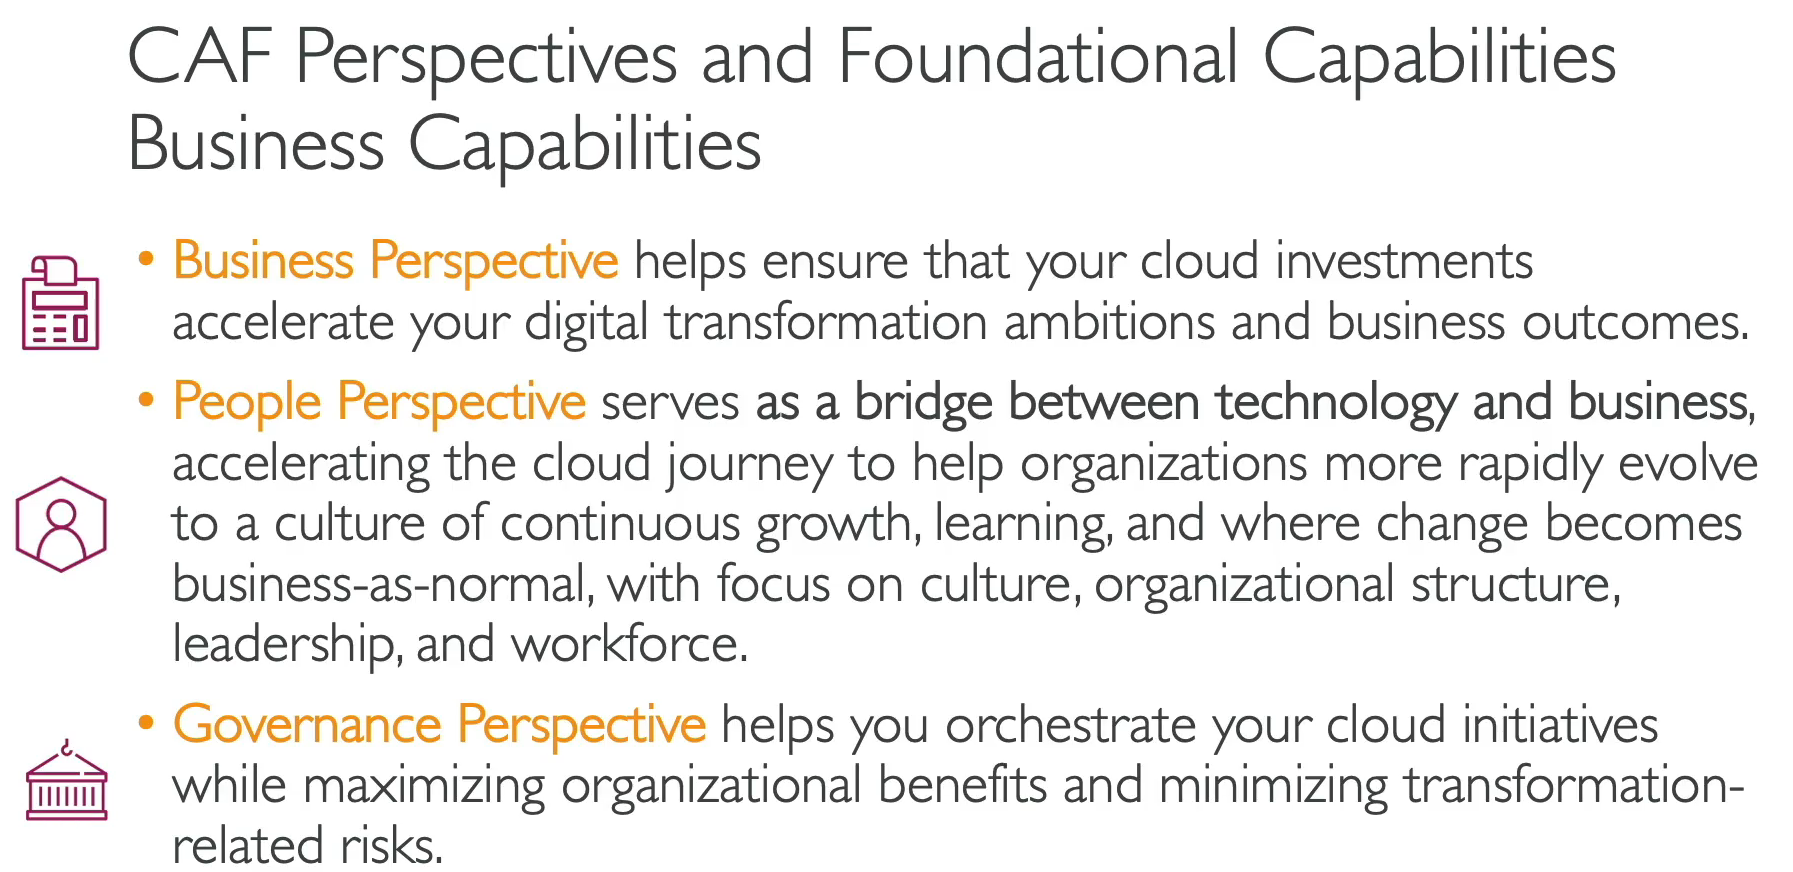 CAF Perspectives and Foundational Capabilities
Business Capabilities
• Business Perspective helps ensure that your cloud investments
accelerate your digital transformation ambitions and business outcomes.
• People Perspective serves as a bridge between technology and business,
accelerating the cloud journey to help organizations more rapidly evolve
to a culture of continuous growth, learning, and where change becomes
business-as-normal, with focus on culture, organizational structure,
leadership, and workforce.
• Governance Perspective helps you orchestrate your cloud initiatives
while maximizing organizational benefits and minimizing transformation-
related risks.